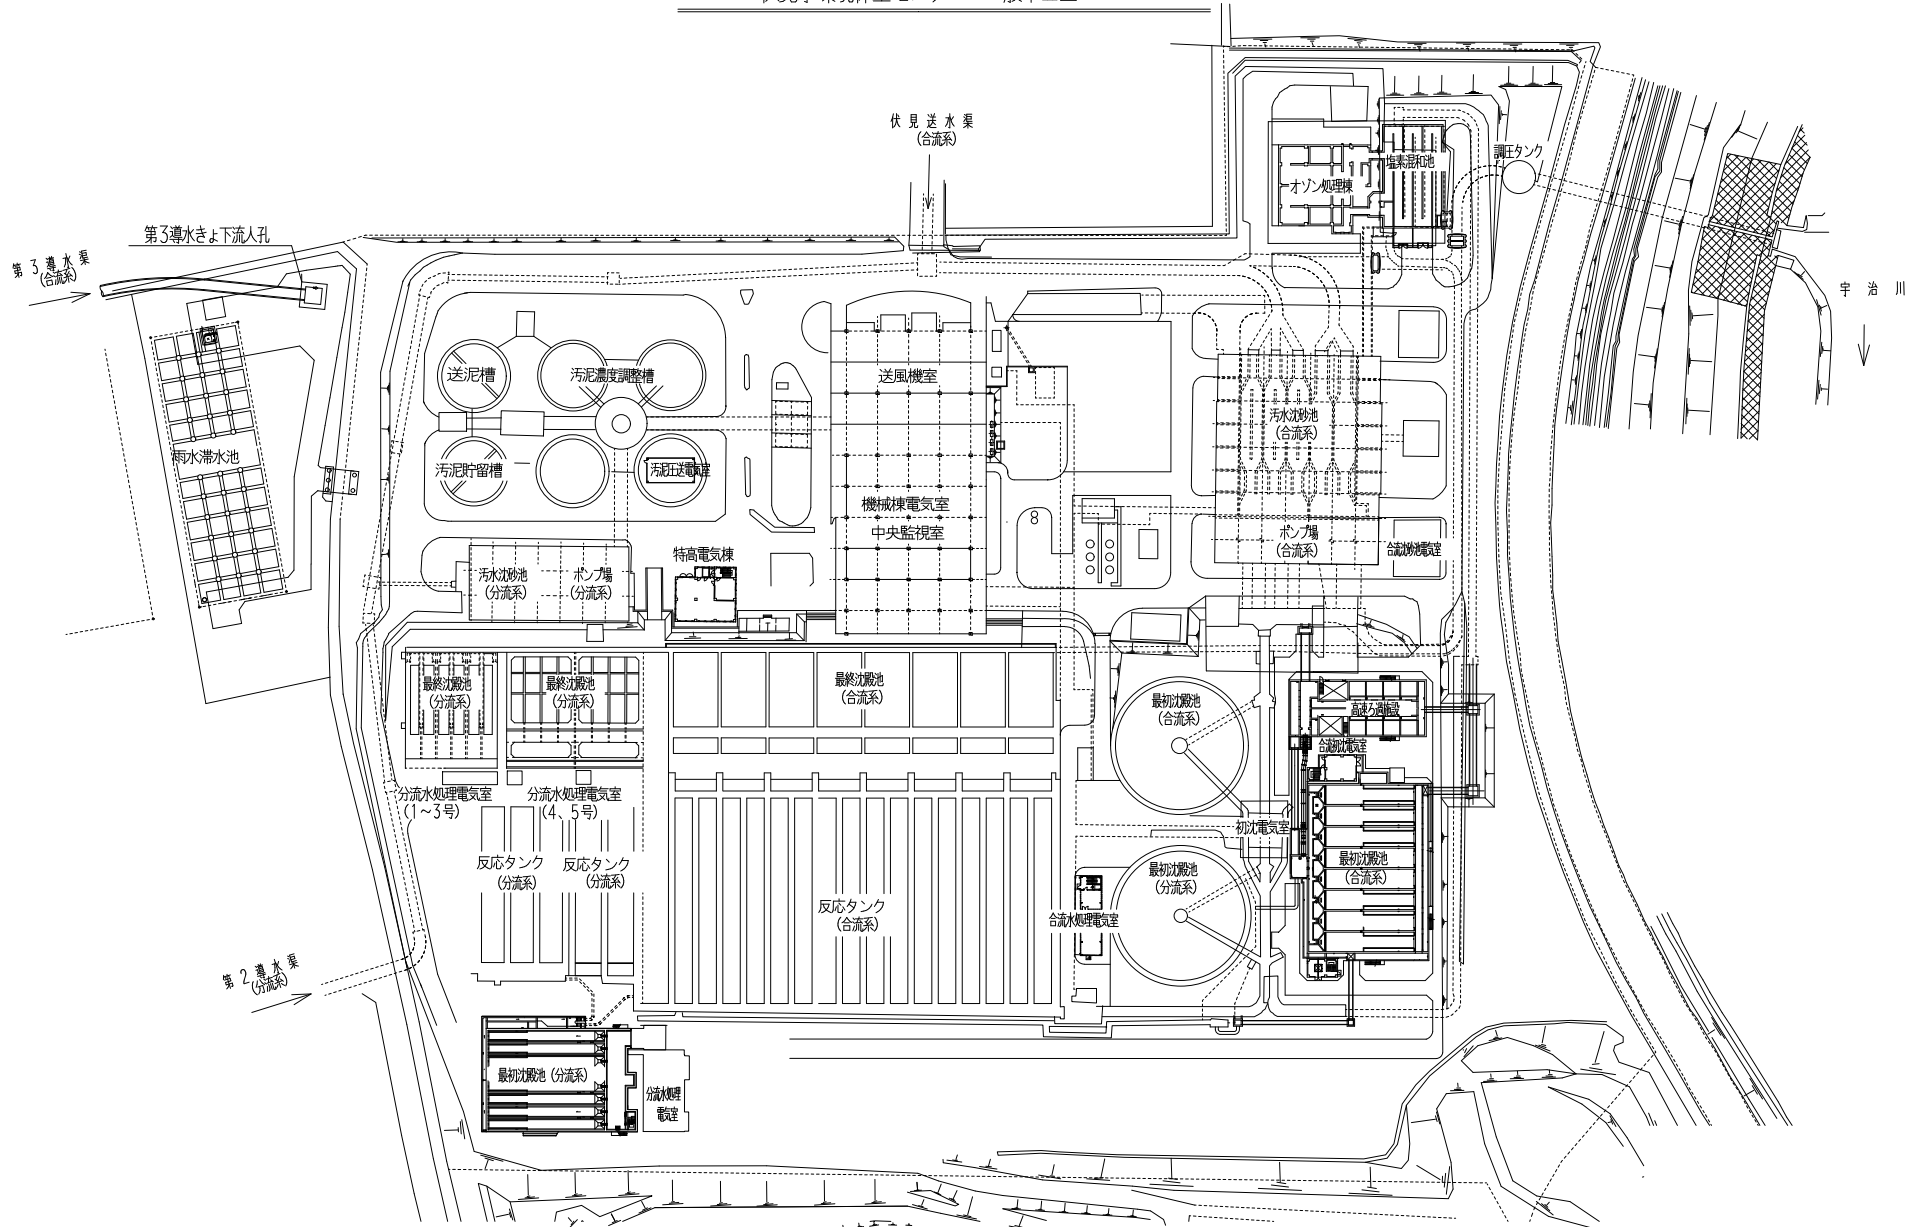 伏見送水渠
(合流系)
調圧タンク
塩素混和池
オゾン処理棟
第3導水きょ下流人孔
第3導水渠
(合流系)
宇治川
送泥槽
汚泥濃度調整槽
送風機室
汚水沈砂池
(合流系)
雨水滞水池
汚泥貯留槽
汚泥圧送電気室
機械棟電気室
中央監視室
ポンプ場
(合流系)
合流沈砂池電気室
特高電気棟
汚水沈砂池
(分流系)
ポンプ場
(分流系)
最終沈殿池
(分流系)
最終沈殿池
(分流系)
最終沈殿池
(合流系)
最初沈殿池
(合流系)
高速ろ過施設
合流初沈電気室
分流水処理電気室
(1～3号)
分流水処理電気室
(4、5号)
初沈電気室
反応タンク
(分流系)
反応タンク
(分流系)
最初沈殿池
(分流系)
最初沈殿池
(合流系)
反応タンク
(合流系)
合流水処理電気室
第2導水渠
(分流系)
最初沈殿池(分流系)
分流水処理
電気室